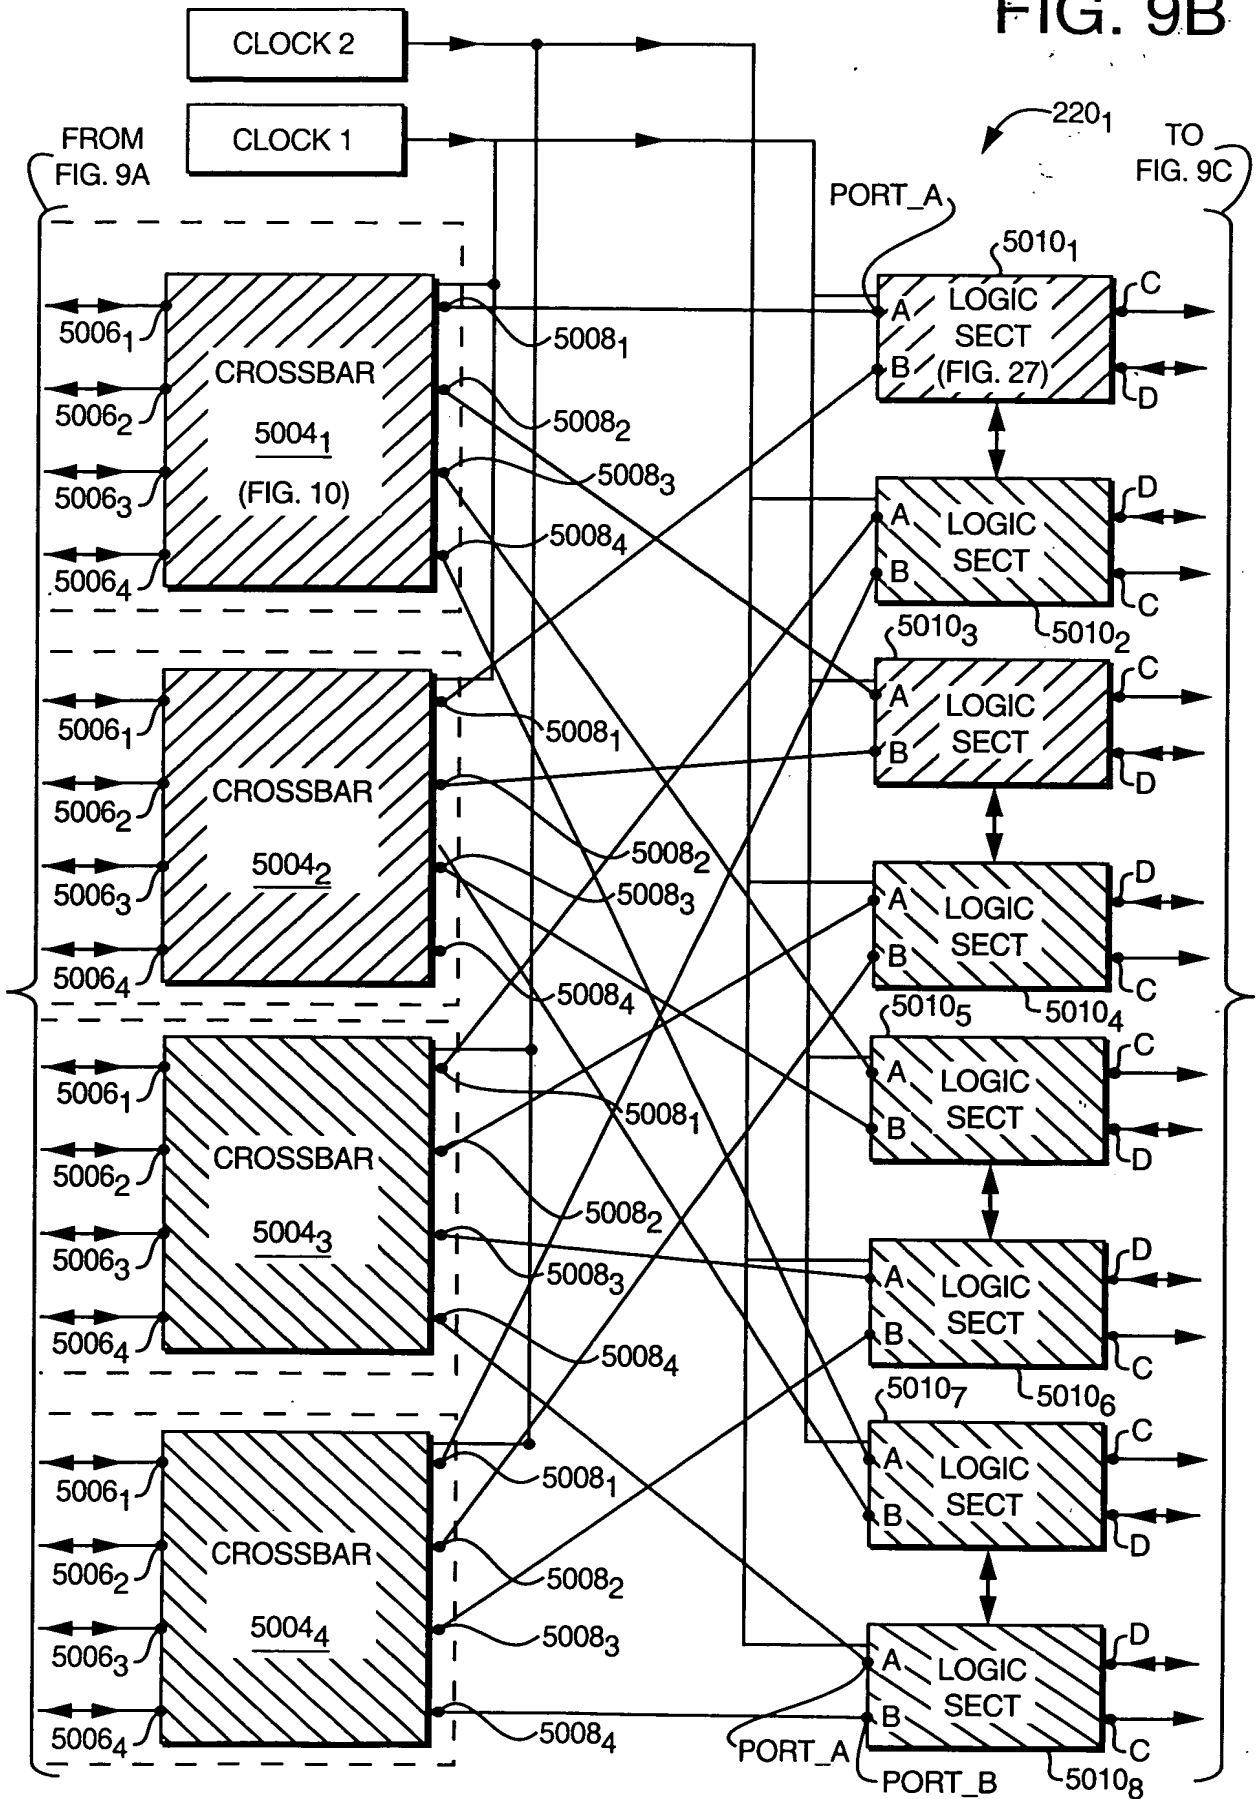 FIG. 9B
CLOCK 2
CLOCK 1
220₁
FROM
FIG. 9A
TO
FIG. 9C
PORT_A
5010₁
5006₁
5006₂
5006₃
5006₄
CROSSBAR
5004₁
(FIG. 10)
5008₁
5008₂
5008₃
5008₄
A
B
LOGIC
SECT
(FIG. 27)
C
D
A
B
LOGIC
SECT
D
C
5010₂
5010₃
5006₁
5006₂
5006₃
5006₄
CROSSBAR
5004₂
5008₁
5008₂
5008₃
5008₄
A
B
LOGIC
SECT
C
D
A
B
LOGIC
SECT
D
C
5010₄
5010₅
5006₁
5006₂
5006₃
5006₄
CROSSBAR
5004₃
5008₁
5008₂
5008₃
5008₄
A
B
LOGIC
SECT
C
D
A
B
LOGIC
SECT
D
C
5010₆
5010₇
5006₁
5006₂
5006₃
5006₄
CROSSBAR
5004₄
5008₁
5008₂
5008₃
5008₄
A
B
LOGIC
SECT
C
D
A
B
LOGIC
SECT
D
C
PORT_A
PORT_B
5010₈